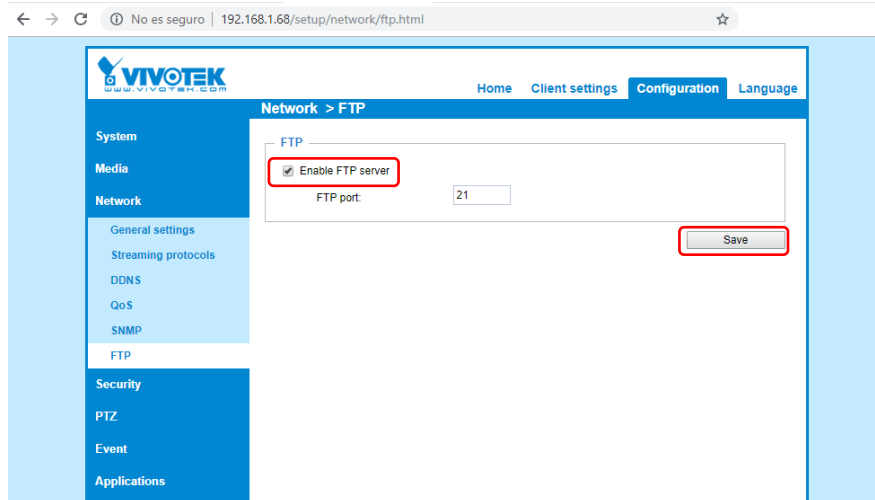 No es seguro | 192.168.1.68/setup/network/ftp.html
VIVOTEK
www.vivotek.com
Home Client settings Configuration Language
Network > FTP
System
Media
Network
General settings
Streaming protocols
DDNS
QoS
SNMP
FTP
Security
PTZ
Event
Applications
FTP
Enable FTP server
FTP port: 21
Save